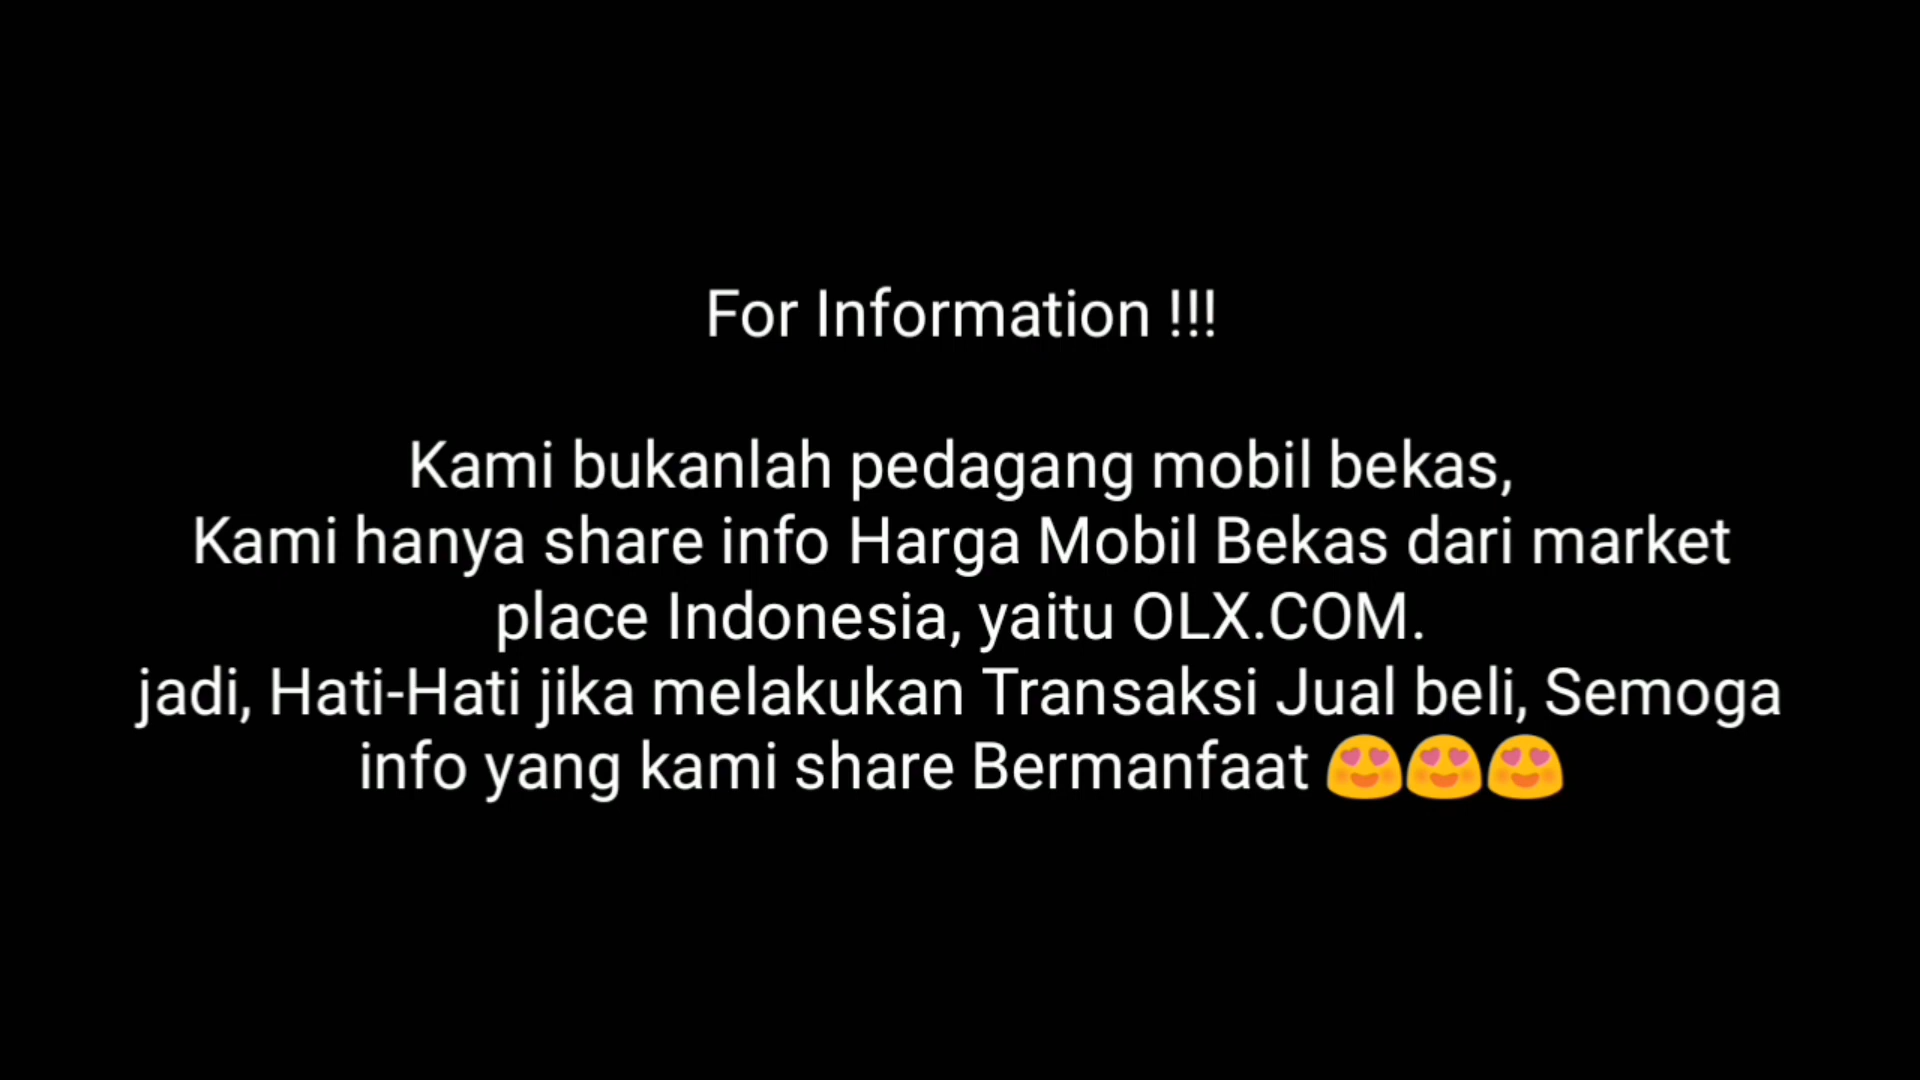 For Information !!!
Kami bukanlah pedagang mobil bekas,
Kami hanya share info Harga Mobil Bekas dari market
place Indonesia, yaitu OLX.COM.
jadi, Hati-Hati jika melakukan Transaksi Jual beli, Semoga
info yang kami share Bermanfaat 😍😍😍